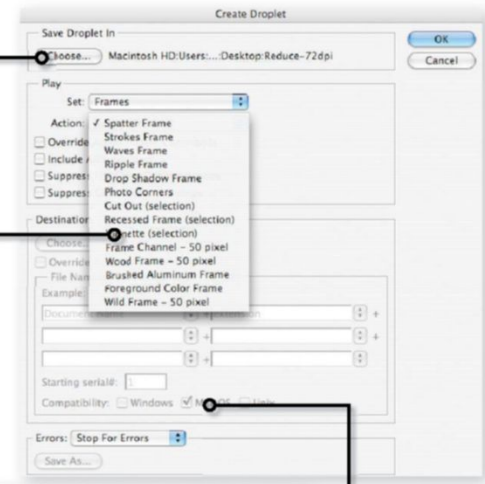 Create Droplet
Save Droplet In
Choose... Macintosh HD:Users:...:Desktop:Reduce-72dpi
OK
Cancel
Play
Set: Frames
Action: ✓ Spatter Frame
Strokes Frame
Override
Waves Frame
Include
Ripple Frame
Drop Shadow Frame
Photo Corners
Cut Out (selection)
Destination
Recessed Frame (selection)
(selection)
Choose...
Frame Channel - 50 pixel
Override
Wood Frame - 50 pixel
Brushed Aluminum Frame
Example:
Foreground Color Frame
Wild Frame - 50 pixel
+ +
+ +
+
Starting serial#: 1
Compatibility: Windows
Errors: Stop For Errors
Save As...